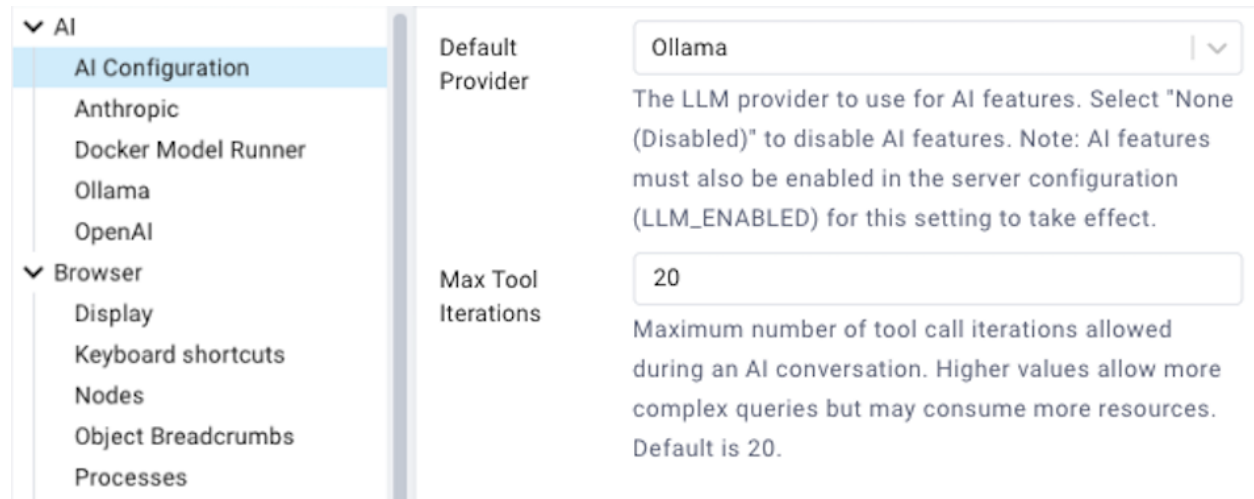 AI
AI Configuration
Anthropic
Docker Model Runner
Ollama
OpenAI
Browser
Display
Keyboard shortcuts
Nodes
Object Breadcrumbs
Processes
Default
Provider
Ollama
The LLM provider to use for AI features. Select "None
(Disabled)" to disable AI features. Note: AI features
must also be enabled in the server configuration
(LLM_ENABLED) for this setting to take effect.
Max Tool
Iterations
20
Maximum number of tool call iterations allowed
during an AI conversation. Higher values allow more
complex queries but may consume more resources.
Default is 20.